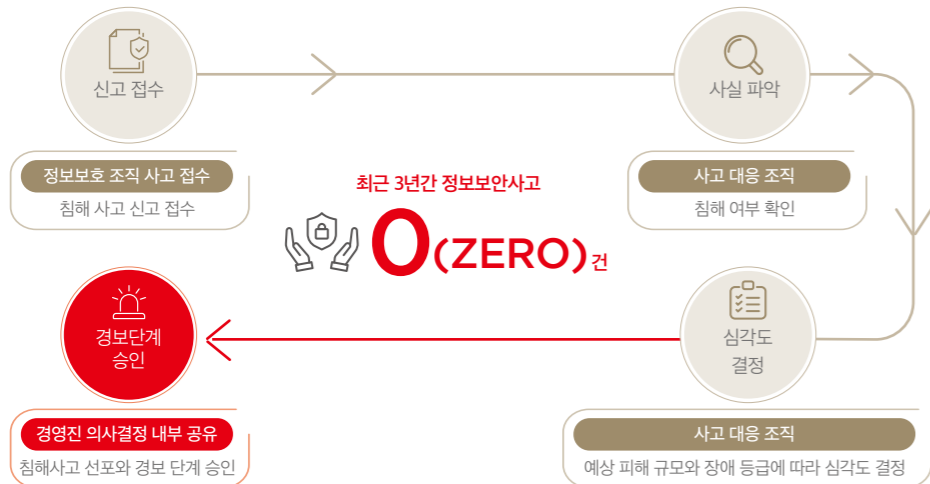 신고 접수
정보보호 조직 사고 접수
침해 사고 신고 접수
사실 파악
사고 대응 조직
침해 여부 확인
최근 3년간 정보보안사고
0(ZERO)건
심각도
결정
사고 대응 조직
예상 피해 규모와 장애 등급에 따라 심각도 결정
경보단계
승인
경영진 의사결정 내부 공유
침해사고 선포와 경보 단계 승인